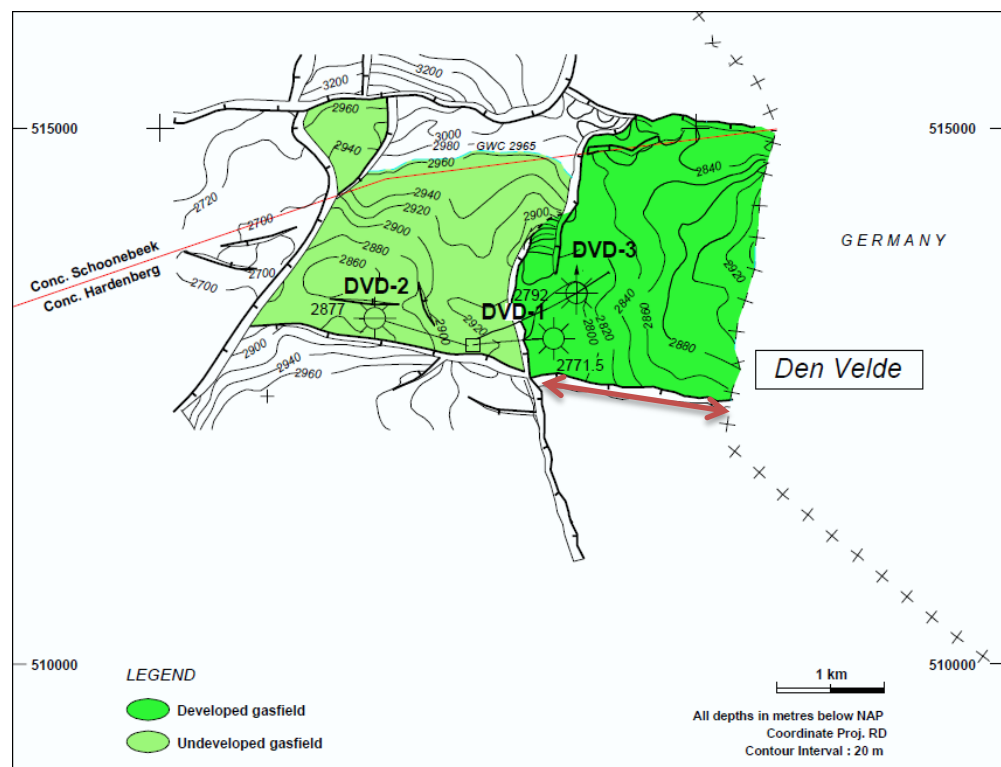 3200
3200
2960
515000
515000
3000
2980
GWC 2965
2960
2940
2840
2720
2940
2920
2900
2900
2700
GERMANY
Conc. Schoonebeek
2880
DVD-3
2920
Conc. Hardenberg
2700
2860
2700
DVD-2
2792
2840
2877
DVD-1
2860
2900
2920
2820
2800
2880
2900
2771.5
Den Velde
2940
2960
510000
510000
LEGEND
1 km
Developed gasfield
All depths in metres below NAP
Coordinate Proj. RD
Undeveloped gasfield
Contour Interval : 20 m